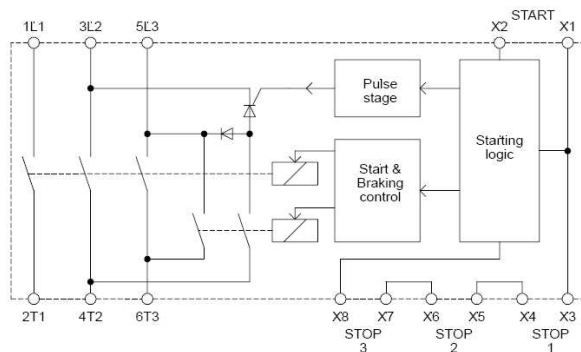 1L1 3L2 5L3 X2 START X1
Pulse
stage
Starting
logic
Start &
Braking
control
2T1 4T2 6T3 X8 X7 X6 X5 X4 X3
STOP STOP STOP
3 2 1